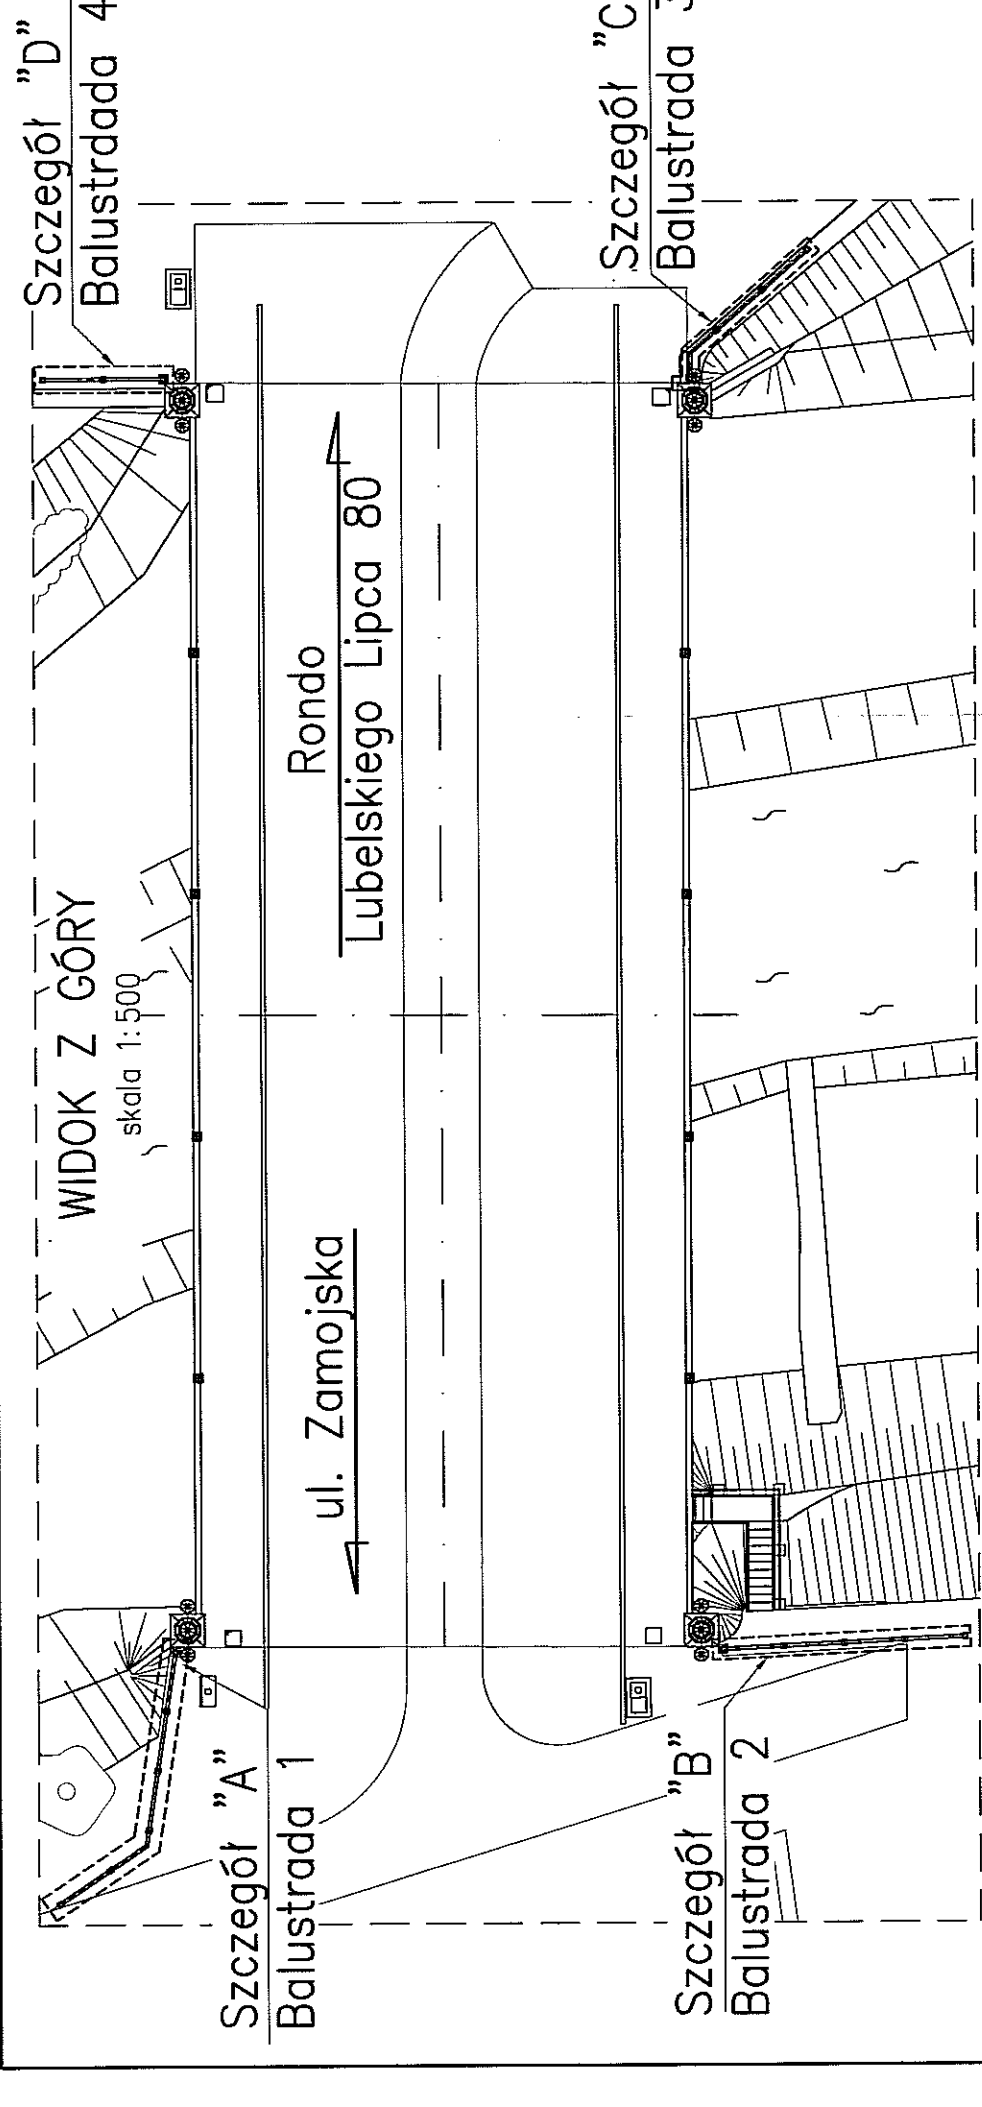 WIDOK Z GÓRY
skala 1:500
Szczegół "A"
Balustrada 1
Szczegół "B"
Balustrada 2
ul. Zamojska
Rondo
Lubelskiego Lipca 80
Szczegół "D"
Balustrdada 4
Szczegół "C
Balustrada 3